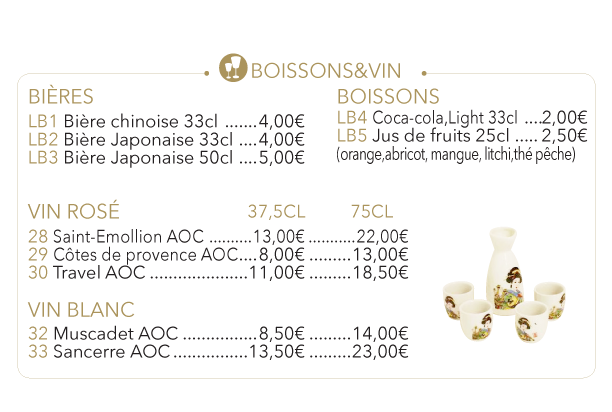 BOISSONS&VIN
BIÈRES
LB1 Bière chinoise 33cl .......4,00€
LB2 Bière Japonaise 33cl ....4,00€
LB3 Bière Japonaise 50cl ....5,00€
BOISSONS
LB4 Coca-cola,Light 33cl ....2,00€
LB5 Jus de fruits 25cl ..... 2,50€
(orange,abricot, mangue, litchi,thé pêche)
VIN ROSÉ 37,5CL 75CL
28 Saint-Emollion AOC ..........13,00€...........22,00€
29 Côtes de provence AOC....8,00€.........13,00€
30 Travel AOC .....................11,00€.........18,50€
VIN BLANC
32 Muscadet AOC ................8,50€.........14,00€
33 Sancerre AOC................13,50€.........23,00€